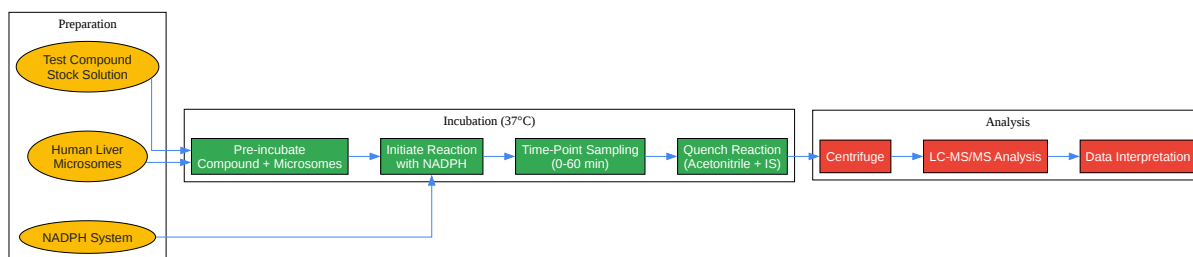 Preparation
Test Compound
Stock Solution
Human Liver
Microsomes
NADPH System
Incubation (37°C)
Pre-incubate
Compound + Microsomes
Initiate Reaction
with NADPH
Time-Point Sampling
(0-60 min)
Quench Reaction
(Acetonitrile + IS)
Analysis
Centrifuge
LC-MS/MS Analysis
Data Interpretation